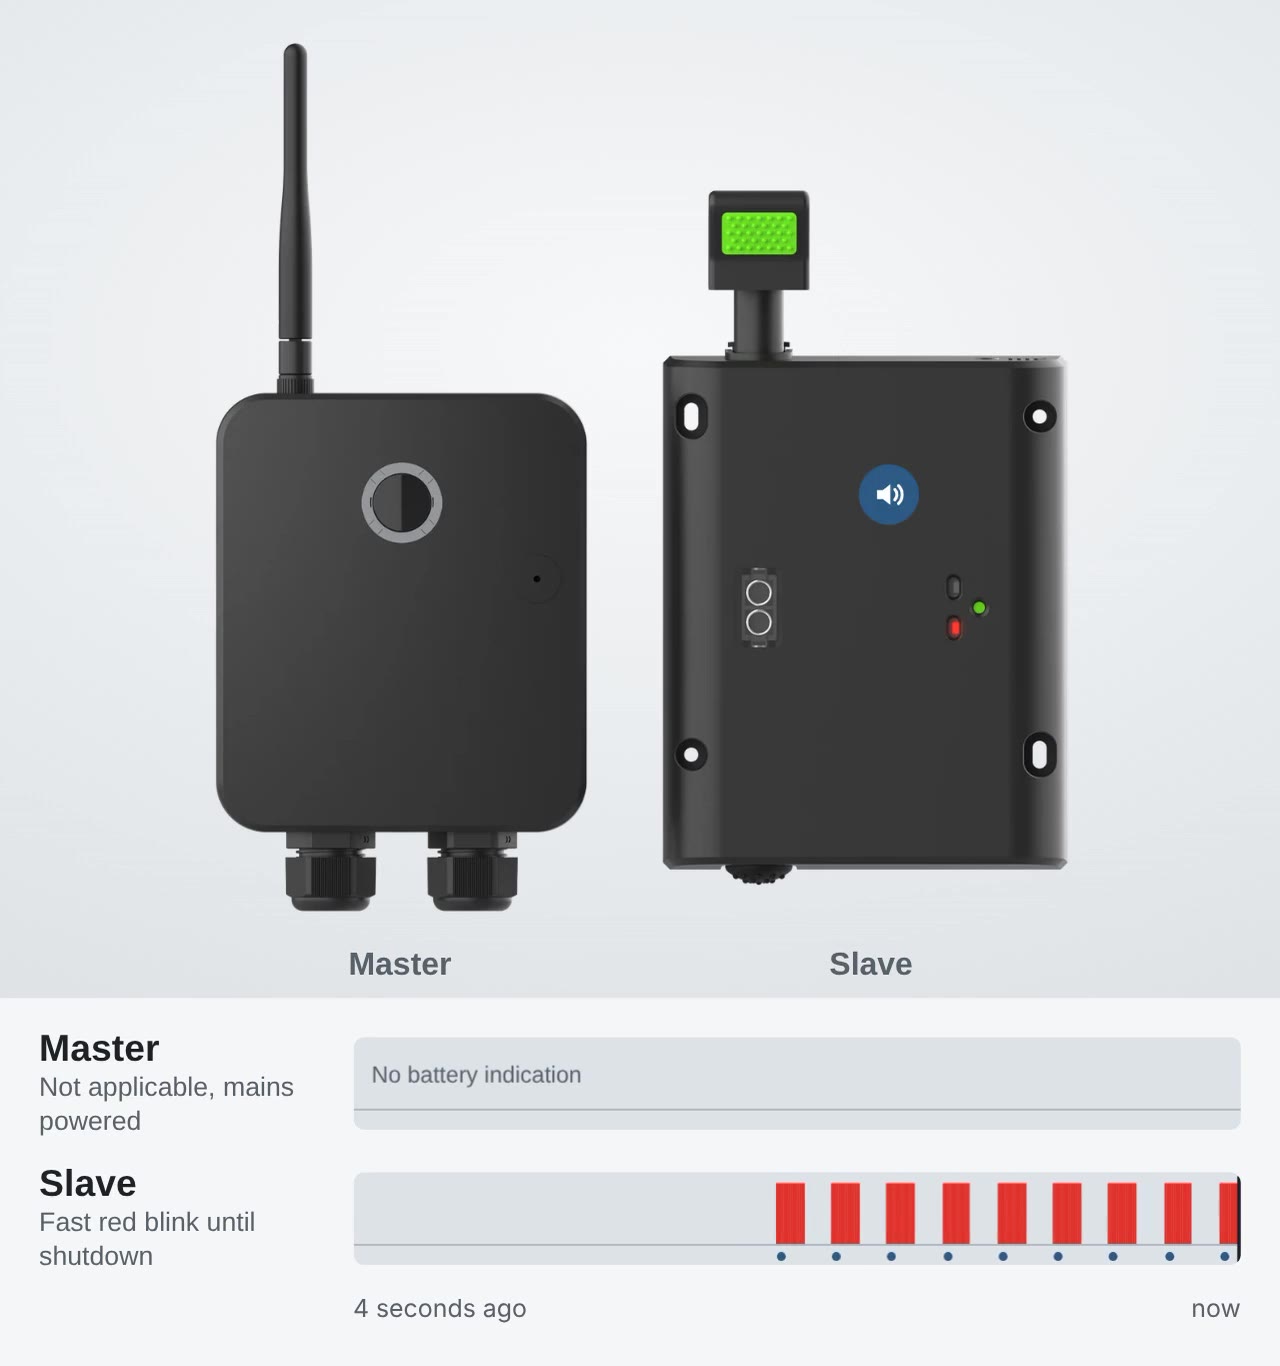 Master
Slave
Master
Not applicable, mains
powered
No battery indication
Slave
Fast red blink until
shutdown
4 seconds ago
now